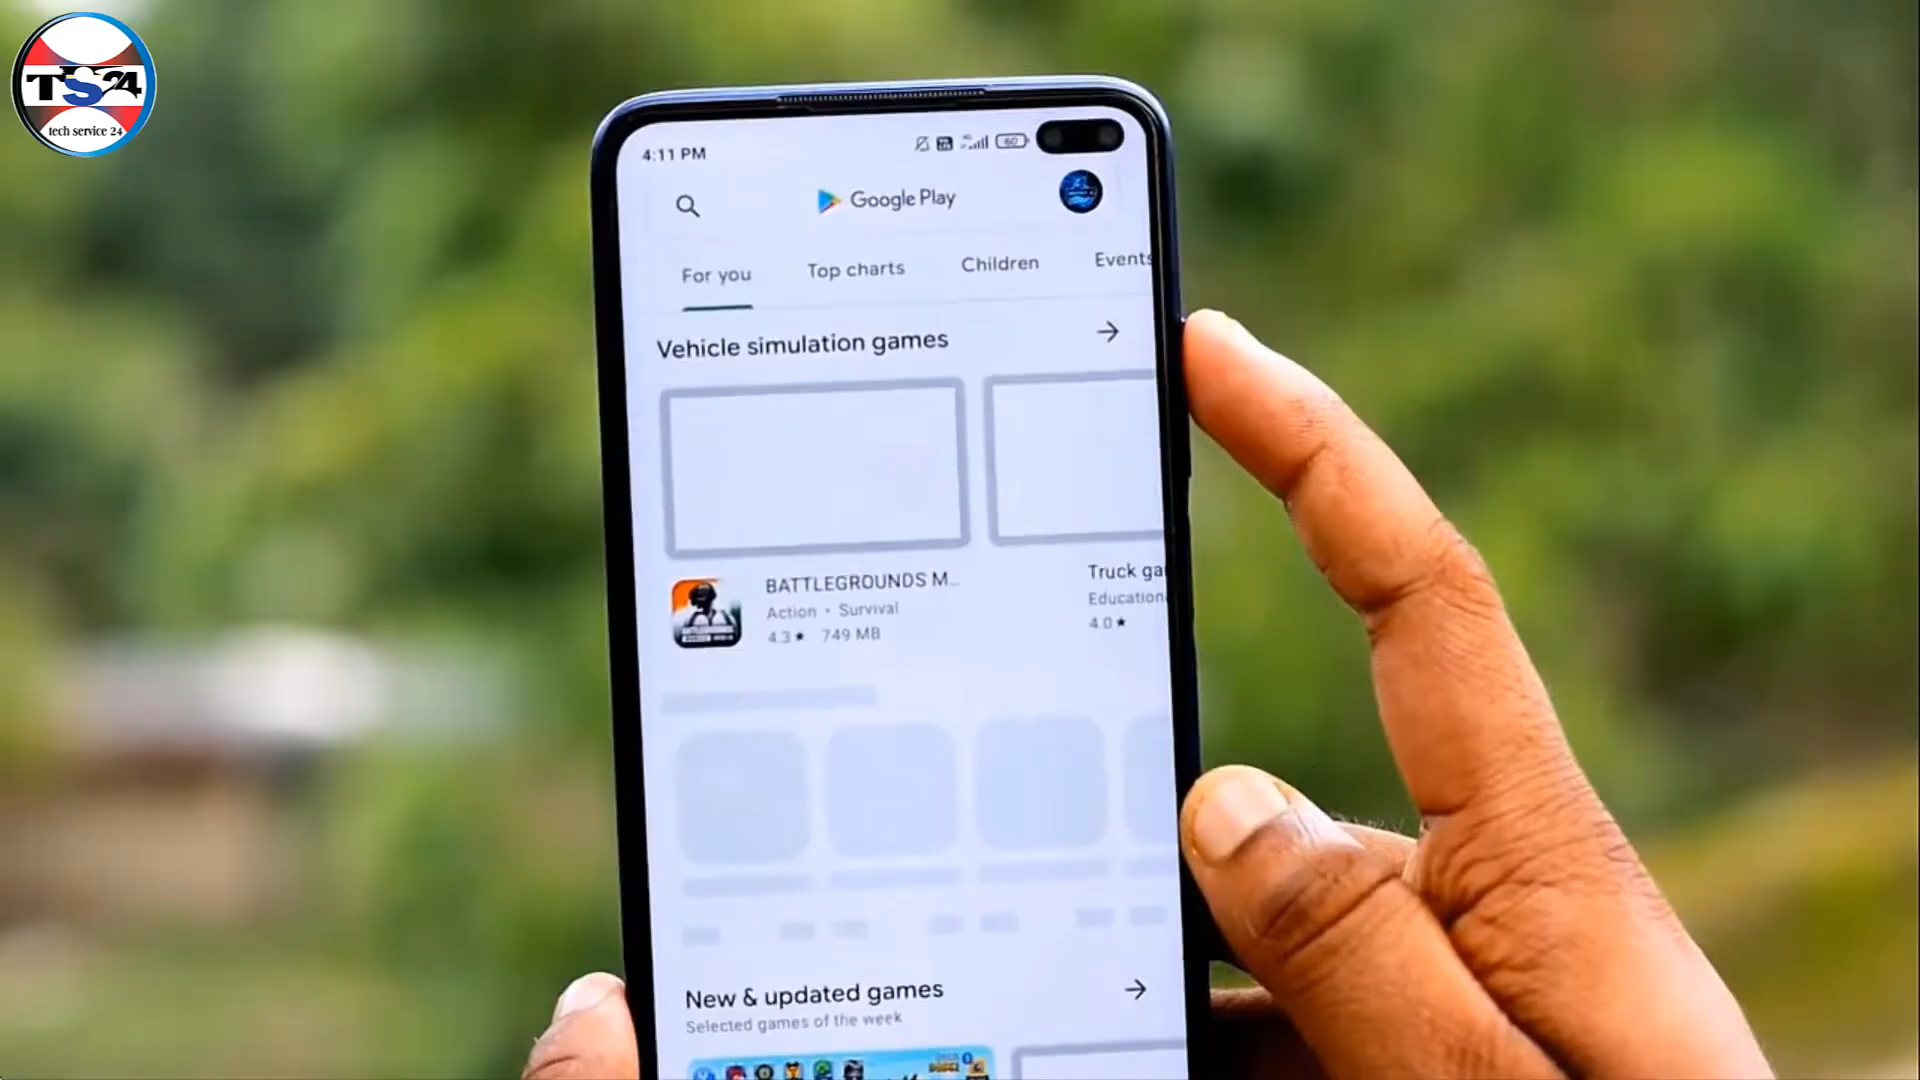 TS24
tech service 24
4:11 PM
60
Google Play
For you
Top charts
Children
Events
Vehicle simulation games
BATTLEGROUNDS M...
Action • Survival
4.3★ 749 MB
Truck ga
Education
4.0★
New & updated games
Selected games of the week